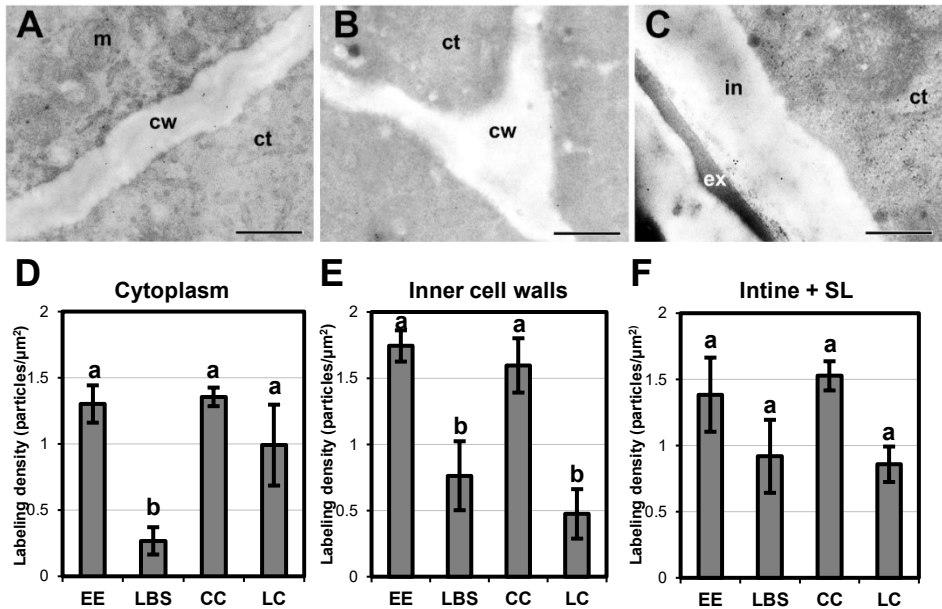 A
m
cw
ct
B
ct
cw
C
in
ct
ex
D
Cytoplasm
Labeling density (particles/µm²)
2
1.5
1
0.5
0
a
b
a
a
EE LBS CC LC
E
Inner cell walls
Labeling density (particles/µm²)
2
1.5
1
0.5
0
a
b
a
b
EE LBS CC LC
F
Intine + SL
Labeling density (particles/µm²)
2
1.5
1
0.5
0
a
a
a
a
EE LBS CC LC